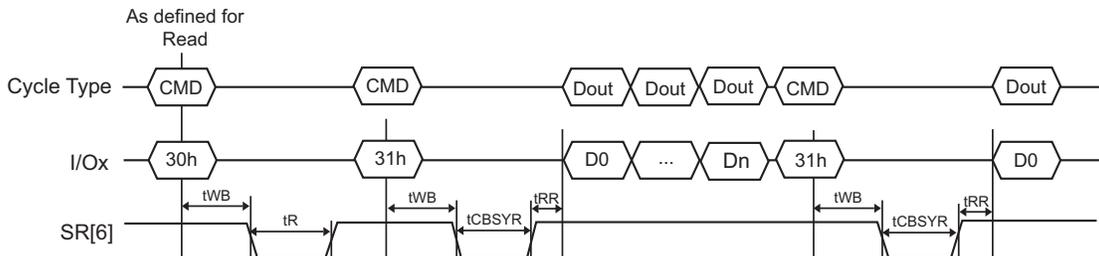 As defined for
Read
Cycle Type CMD CMD Dout Dout Dout CMD Dout
I/Ox 30h 31h D0 ... Dn 31h D0
tWB tR tWB tCBSYR tRR tWB tCBSYR tRR
SR[6]